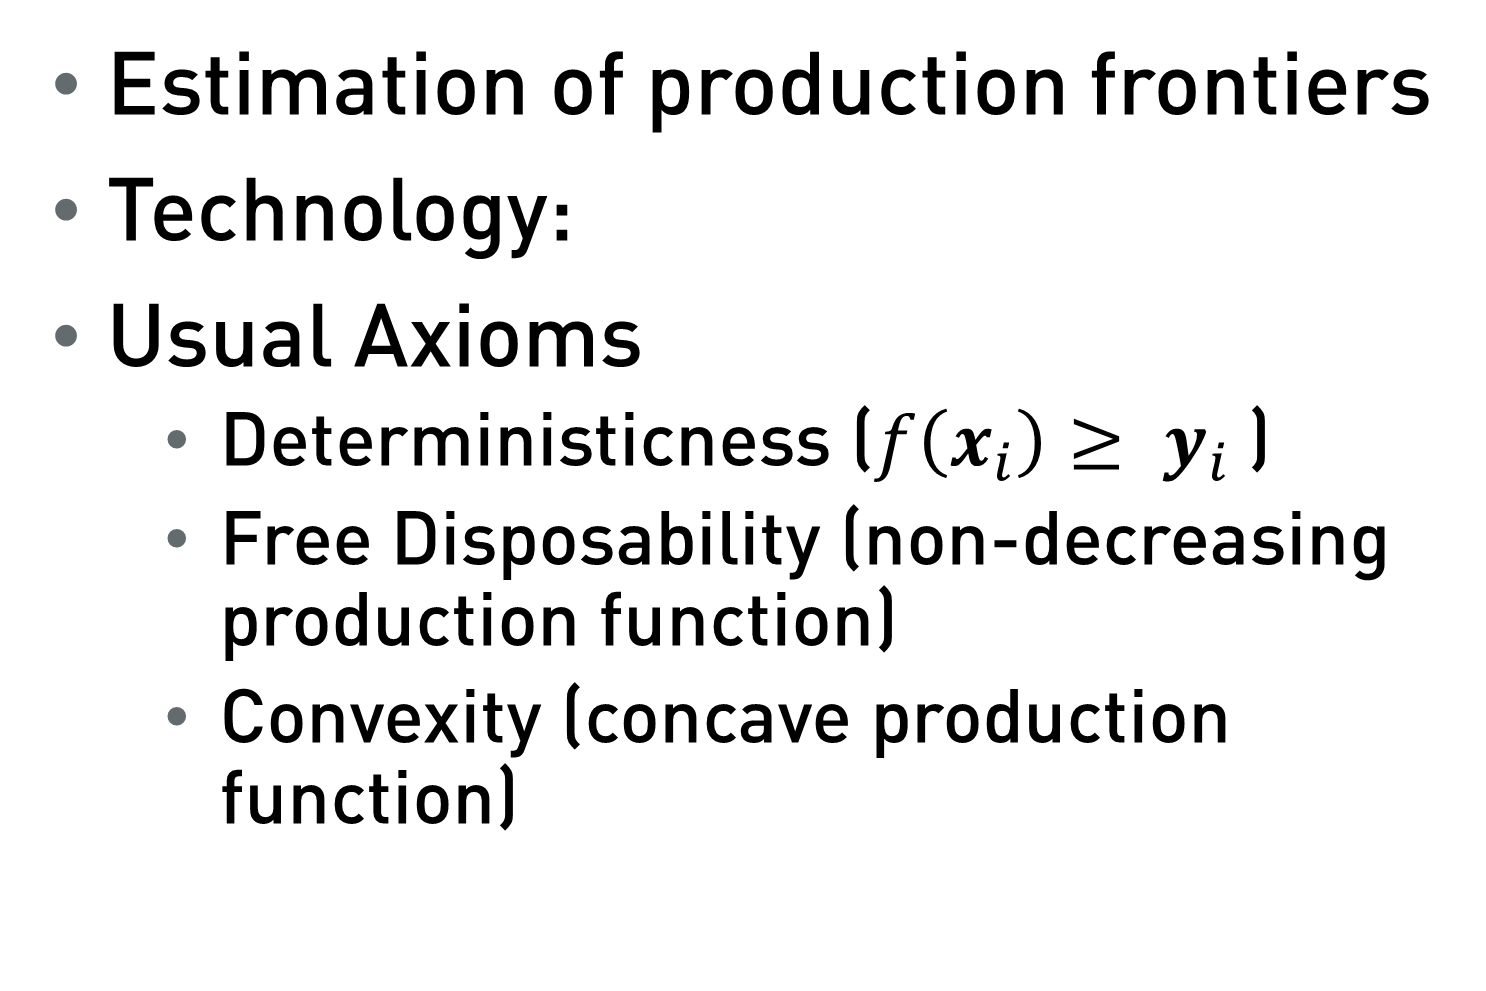 • Estimation of production frontiers
• Technology:
• Usual Axioms
• Deterministicness (f(xᵢ) ≥ yᵢ )
• Free Disposability (non-decreasing
production function)
• Convexity (concave production
function)